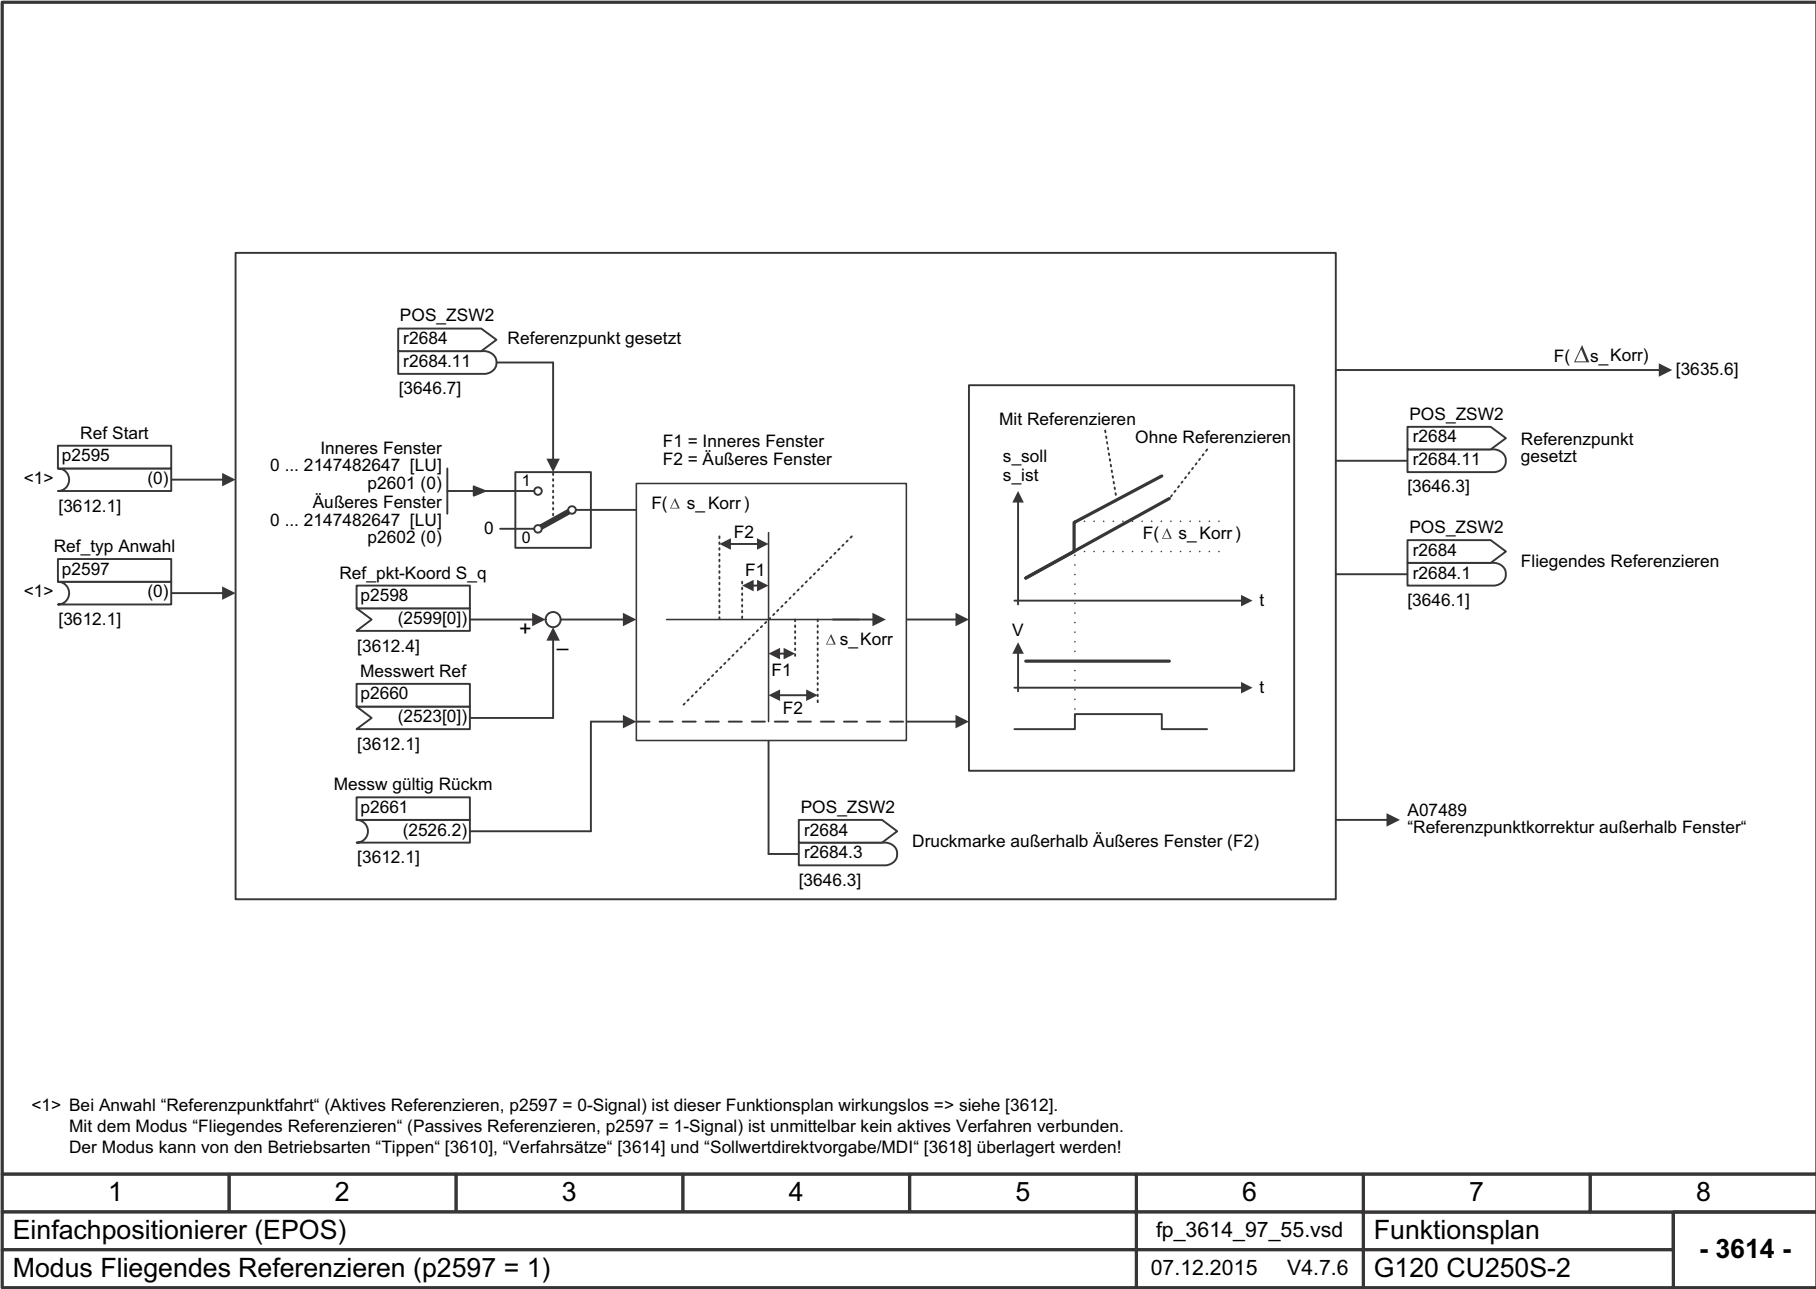 POS_ZSW2
r2684
Referenzpunkt gesetzt
r2684.11
[3646.7]
Ref Start
p2595
<1>
(0)
[3612.1]
Ref_typ Anwahl
p2597
<1>
(0)
[3612.1]
Inneres Fenster
0 ... 2147482647 [LU]
p2601 (0)
Äußeres Fenster
0 ... 2147482647 [LU]
p2602 (0)
1
0
0
Ref_pkt-Koord S_q
p2598
(2599[0])
[3612.4]
+
–
Messwert Ref
p2660
(2523[0])
[3612.1]
Messw gültig Rückm
p2661
(2526.2)
[3612.1]
F1 = Inneres Fenster
F2 = Äußeres Fenster
F(Δ s_Korr)
F2
F1
Δ s_Korr
F1
F2
POS_ZSW2
r2684
r2684.3
Druckmarke außerhalb Äußeres Fenster (F2)
[3646.3]
Mit Referenzieren
Ohne Referenzieren
s_soll
s_ist
F(Δ s_Korr)
t
V
t
F(Δs_Korr)
[3635.6]
POS_ZSW2
r2684
r2684.11
Referenzpunkt
gesetzt
[3646.3]
POS_ZSW2
r2684
r2684.1
Fliegendes Referenzieren
[3646.1]
A07489
“Referenzpunktkorrektur außerhalb Fenster“
<1> Bei Anwahl “Referenzpunktfahrt“ (Aktives Referenzieren, p2597 = 0-Signal) ist dieser Funktionsplan wirkungslos => siehe [3612].
Mit dem Modus “Fliegendes Referenzieren“ (Passives Referenzieren, p2597 = 1-Signal) ist unmittelbar kein aktives Verfahren verbunden.
Der Modus kann von den Betriebsarten “Tippen“ [3610], “Verfahrsätze“ [3614] und “Sollwertdirektvorgabe/MDI“ [3618] überlagert werden!
1 2 3 4 5 6 7 8
Einfachpositionierer (EPOS)
fp_3614_97_55.vsd
Funktionsplan
- 3614 -
Modus Fliegendes Referenzieren (p2597 = 1)
07.12.2015 V4.7.6
G120 CU250S-2